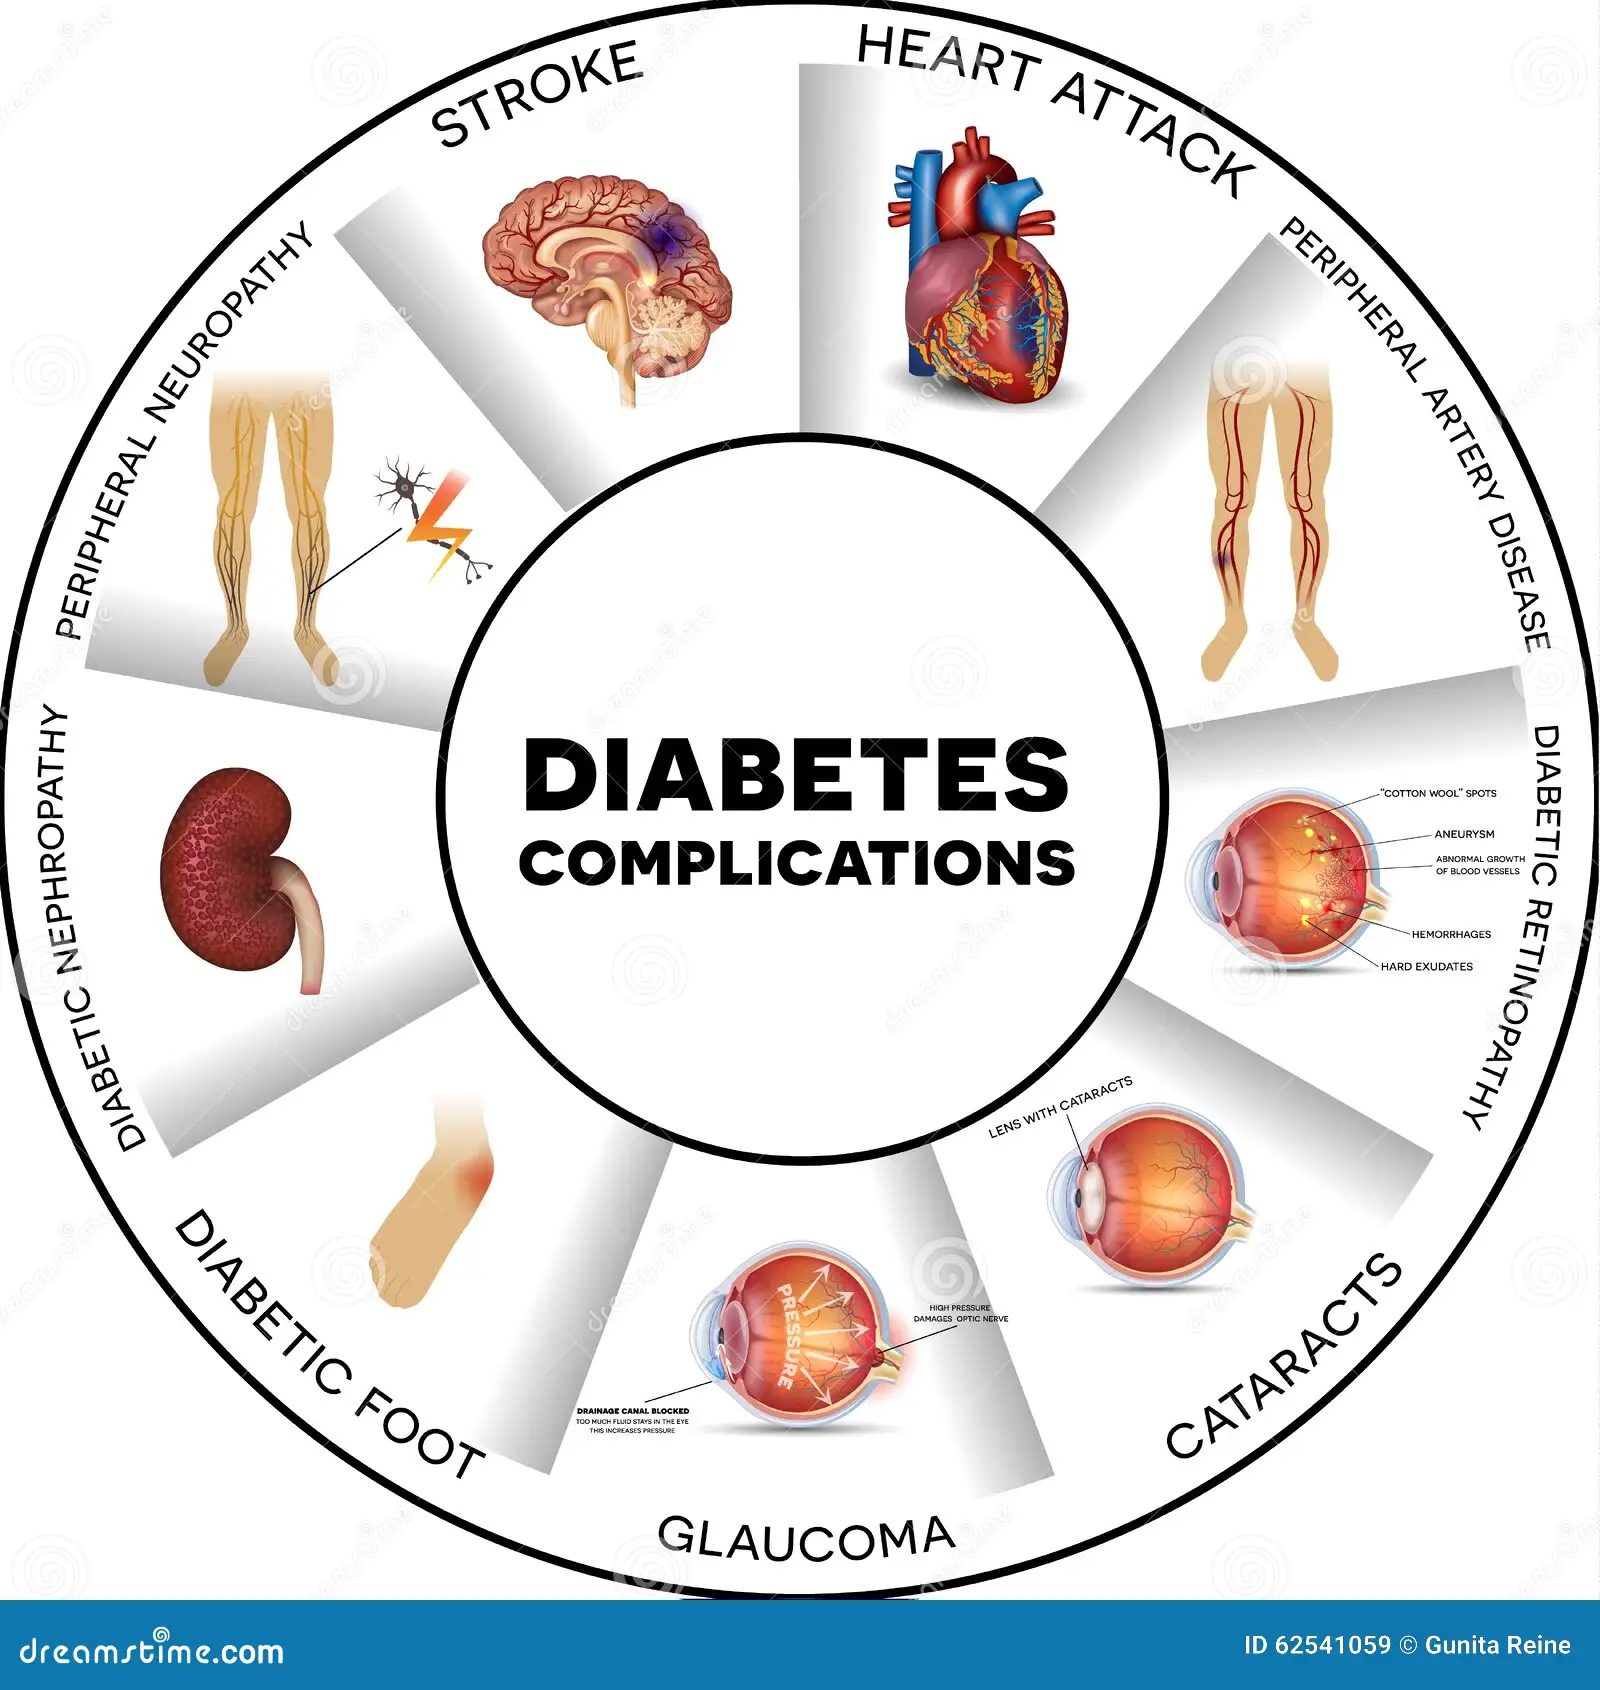 STROKE
HEART ATTACK
PERIPHERAL ARTERY DISEASE
DIABETIC RETINOPATHY
"COTTON WOOL" SPOTS
ANEURYSM
ABNORMAL GROWTH
OF BLOOD VESSELS
HEMORRHAGES
HARD EXUDATES
CATARACTS
LENS WITH CATARACTS
GLAUCOMA
PRESSURE
HIGH PRESSURE
DAMAGES OPTIC NERVE
DRAINAGE CANAL BLOCKED
TOO MUCH FLUID STAYS IN THE EYE
THIS INCREASES PRESSURE
DIABETIC FOOT
DIABETIC NEPHROPATHY
PERIPHERAL NEUROPATHY
DIABETES
COMPLICATIONS
dreamstime.com
ID 62541059 © Gunita Reine